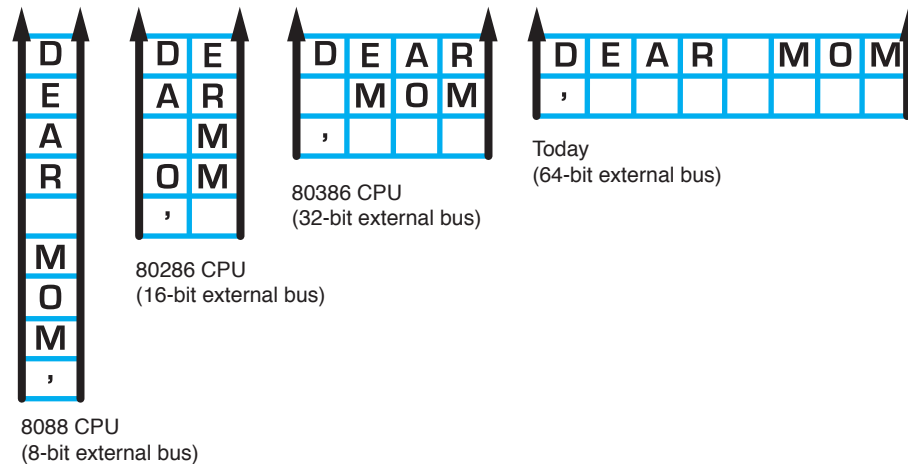 D
E
A
R
M
O
M
,
8088 CPU
(8-bit external bus)
D E
A R
M
O M
,
80286 CPU
(16-bit external bus)
D E A R
M O M
,
80386 CPU
(32-bit external bus)
D E A R M O M
,
Today
(64-bit external bus)